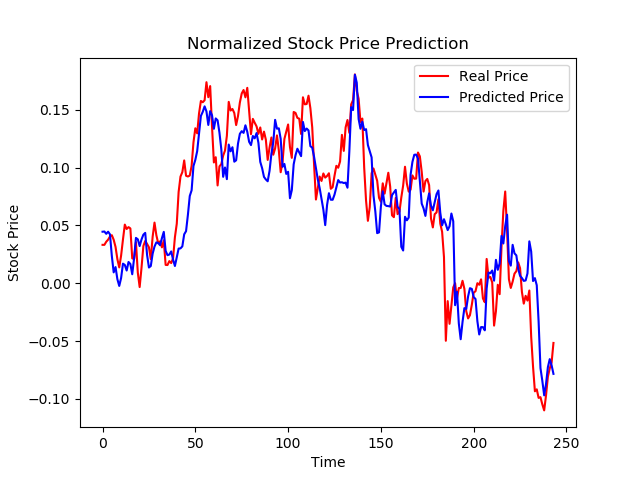 Normalized Stock Price Prediction
Real Price
Predicted Price
Stock Price
0.15
0.10
0.05
0.00
−0.05
−0.10
0 50 100 150 200 250
Time